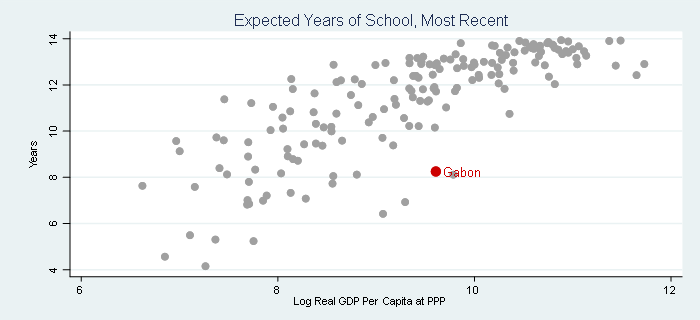 Expected Years of School, Most Recent
14
12
10
8
6
4
Years
Gabon
6 8 10 12
Log Real GDP Per Capita at PPP